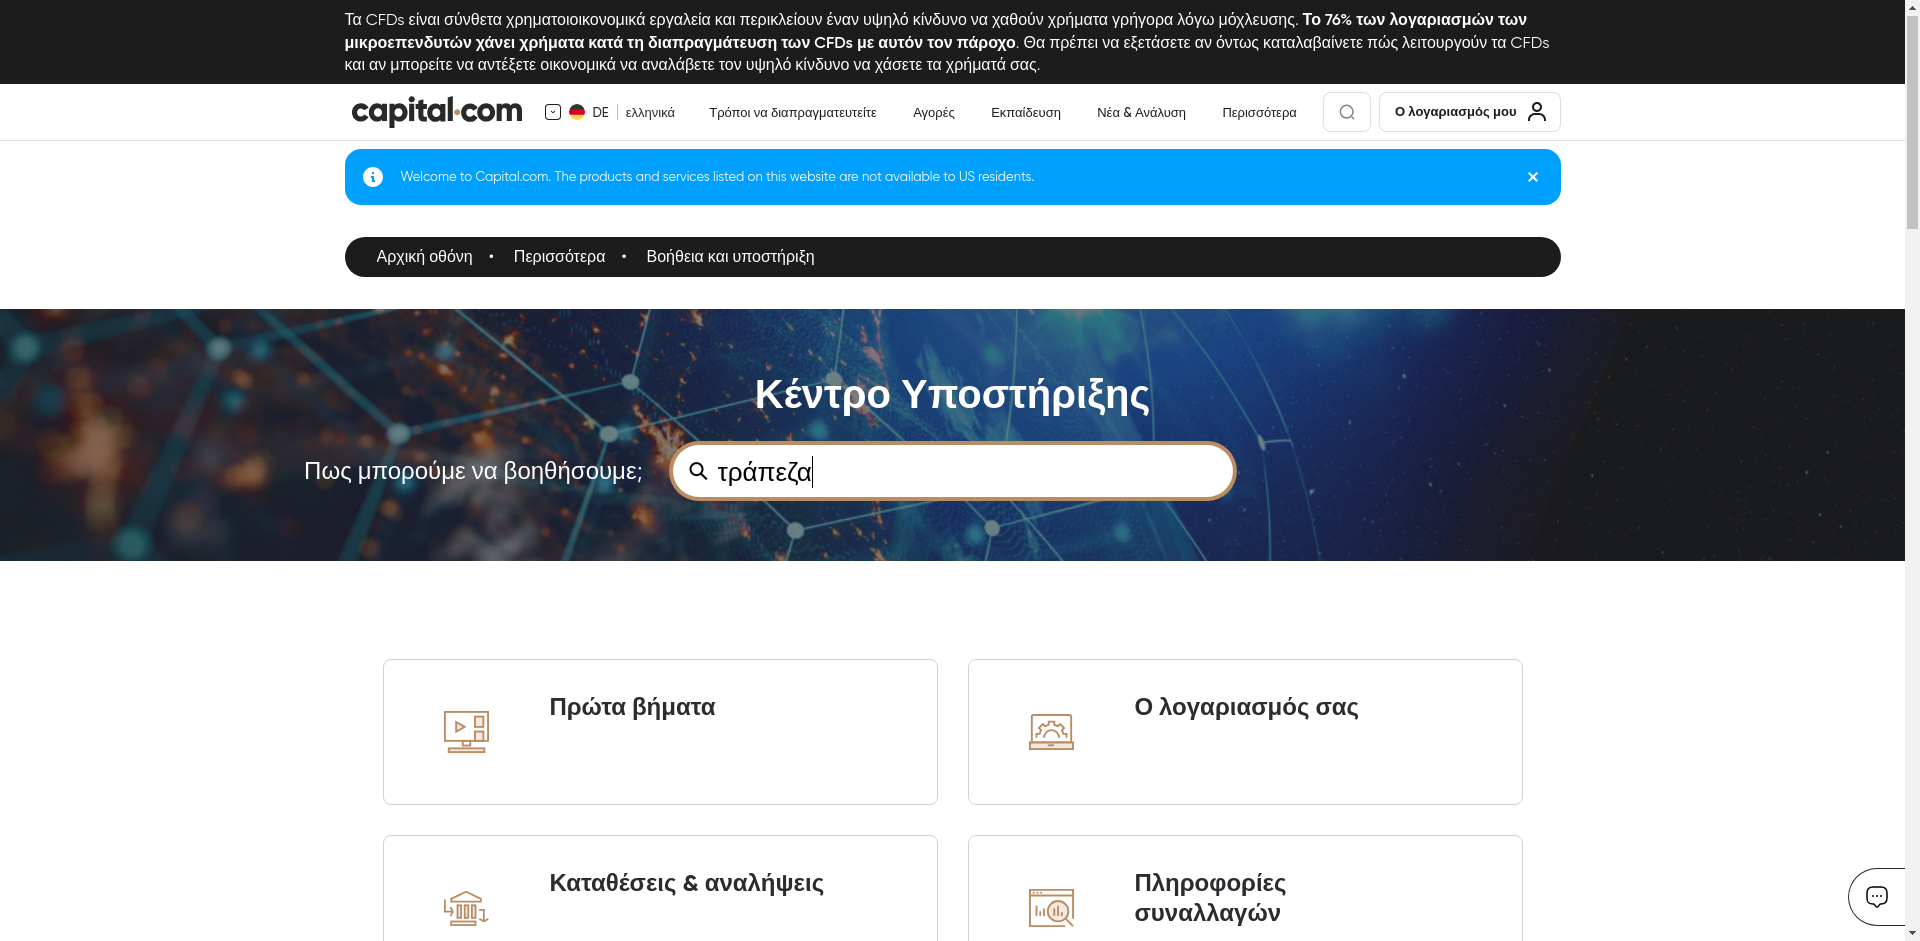 Τα CFDs είναι σύνθετα χρηματοιοικονομικά εργαλεία και περικλείουν έναν υψηλό κίνδυνο να χαθούν χρήματα γρήγορα λόγω μόχλευσης. Το 76% των λογαριασμών των
μικροεπενδυτών χάνει χρήματα κατά τη διαπραγμάτευση των CFDs με αυτόν τον πάροχο. Θα πρέπει να εξετάσετε αν όντως καταλαβαίνετε πώς λειτουργούν τα CFDs
και αν μπορείτε να αντέξετε οικονομικά να αναλάβετε τον υψηλό κίνδυνο να χάσετε τα χρήματά σας.
capital.com DE ελληνικά Τρόποι να διαπραγματευτείτε Αγορές Εκπαίδευση Νέα & Ανάλυση Περισσότερα Ο λογαριασμός μου
Welcome to Capital.com. The products and services listed on this website are not available to US residents.
Αρχική οθόνη • Περισσότερα • Βοήθεια και υποστήριξη
Κέντρο Υποστήριξης
Πως μπορούμε να βοηθήσουμε; τράπεζα
Πρώτα βήματα
Ο λογαριασμός σας
Καταθέσεις & αναλήψεις
Πληροφορίες
συναλλαγών